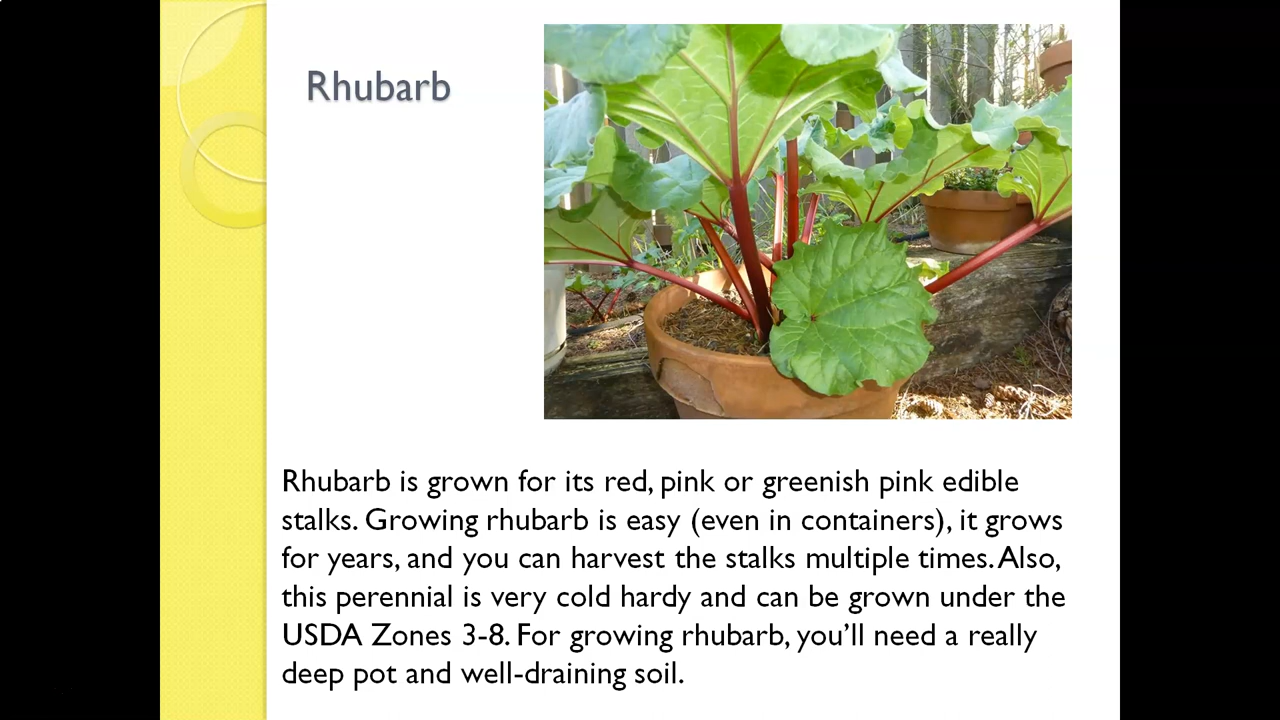 Rhubarb
Rhubarb is grown for its red, pink or greenish pink edible
stalks. Growing rhubarb is easy (even in containers), it grows
for years, and you can harvest the stalks multiple times. Also,
this perennial is very cold hardy and can be grown under the
USDA Zones 3-8. For growing rhubarb, you’ll need a really
deep pot and well-draining soil.